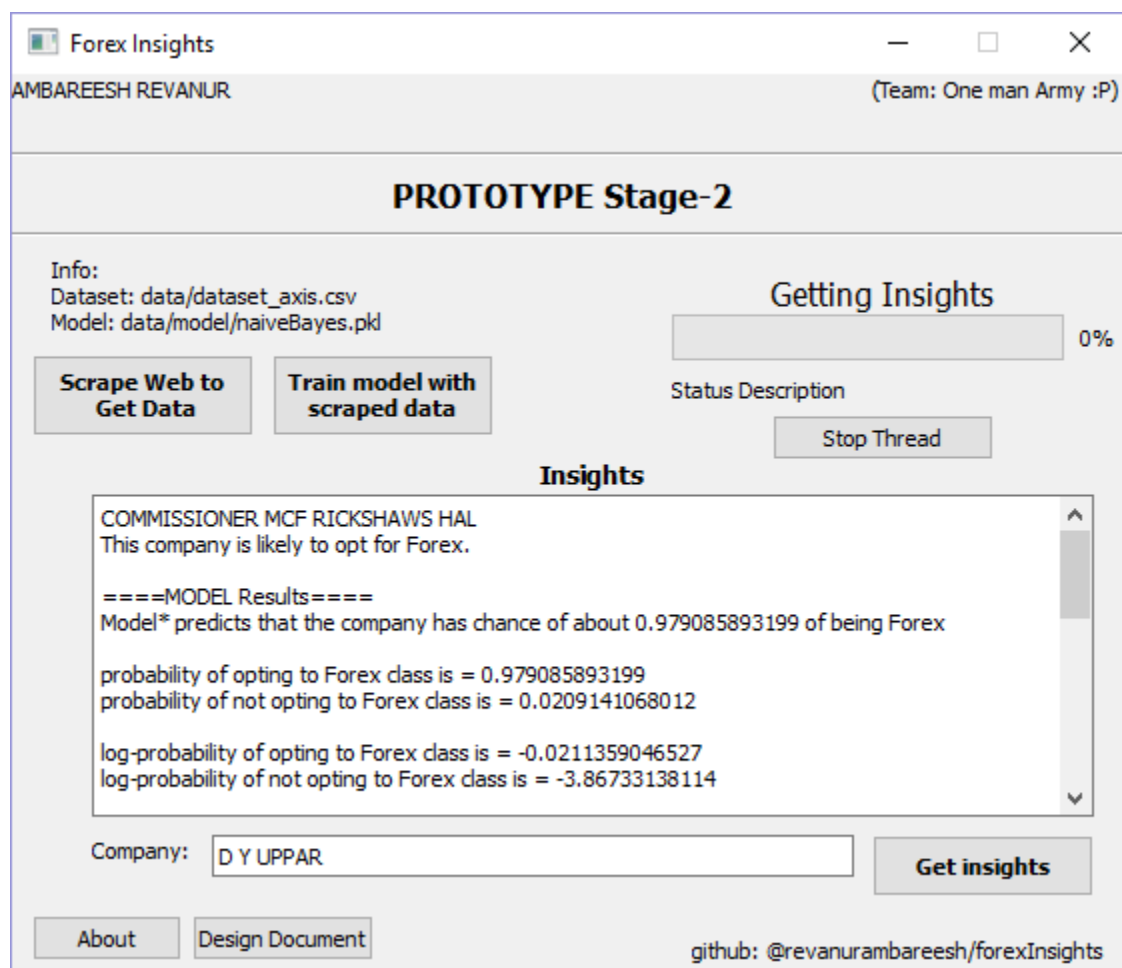 Forex Insights
AMBAREESH REVANUR
(Team: One man Army :P)
PROTOTYPE Stage-2
Info:
Dataset: data/dataset_axis.csv
Model: data/model/naiveBayes.pkl
Scrape Web to
Get Data
Train model with
scraped data
Getting Insights
0%
Status Description
Stop Thread
Insights
COMMISSIONER MCF RICKSHAWS HAL
This company is likely to opt for Forex.
====MODEL Results====
Model* predicts that the company has chance of about 0.979085893199 of being Forex
probability of opting to Forex class is = 0.979085893199
probability of not opting to Forex class is = 0.0209141068012
log-probability of opting to Forex class is = -0.0211359046527
log-probability of not opting to Forex class is = -3.86733138114
Company:
D Y UPPAR
Get insights
About
Design Document
github: @revanurambareesh/forexInsights